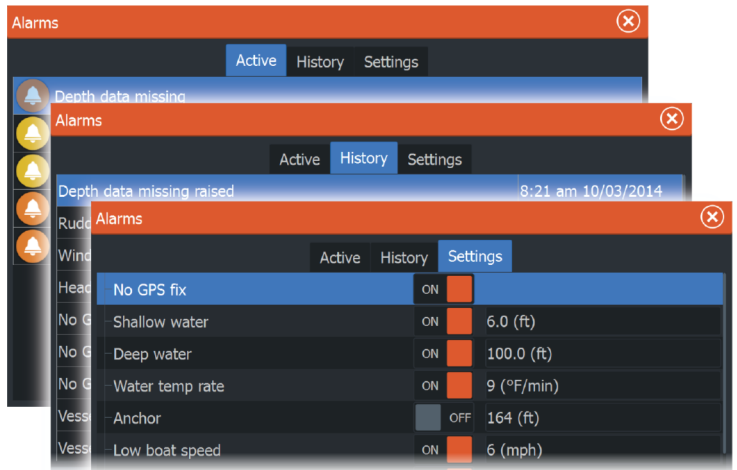 Alarms
Active History Settings
Depth data missing
Alarms
Active History Settings
Depth data missing raised 8:21 am 10/03/2014
Alarms
Active History Settings
No GPS fix ON
Shallow water ON 6.0 (ft)
Deep water ON 100.0 (ft)
Water temp rate ON 9 (°F/min)
Anchor OFF 164 (ft)
Low boat speed ON 6 (mph)